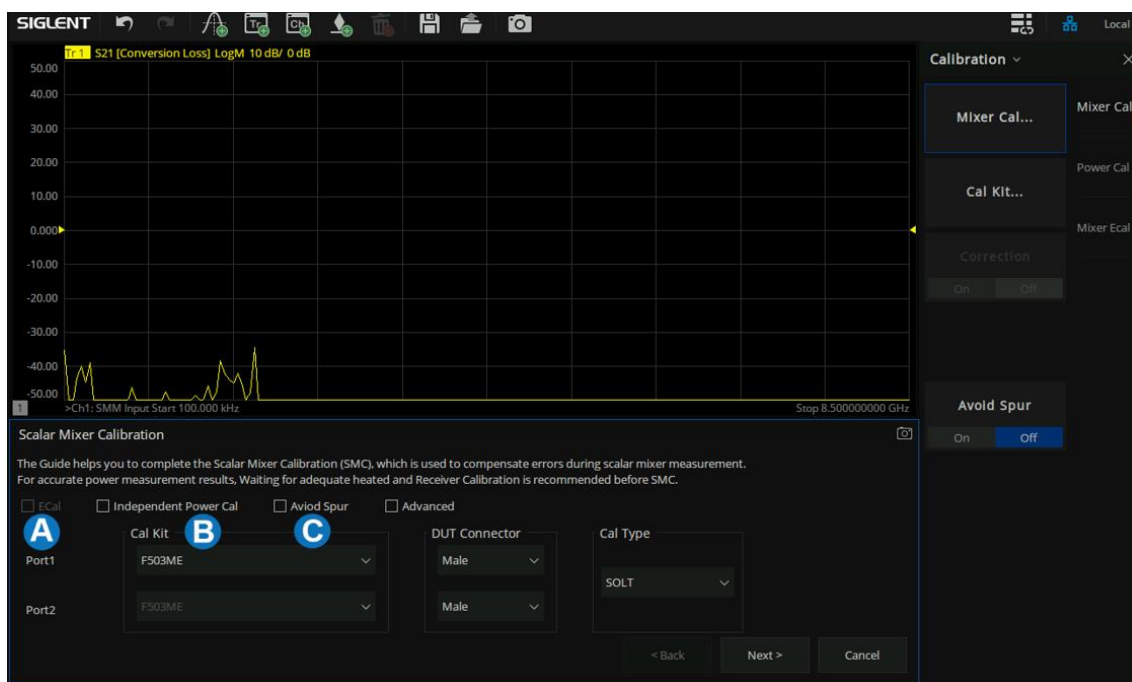 SIGLENT Tr Ch Local
Tr 1 S21 [Conversion Loss] LogM 10 dB/ 0 dB
50.00
40.00
30.00
20.00
10.00
0.000
-10.00
-20.00
-30.00
-40.00
-50.00
1 >Ch1: SMM Input Start 100.000 kHz Stop 8.500000000 GHz
Calibration
Mixer Cal...
Cal Kit...
Correction
On Off
Avoid Spur
On Off
Mixer Cal
Power Cal
Mixer Ecal
Scalar Mixer Calibration
The Guide helps you to complete the Scalar Mixer Calibration (SMC), which is used to compensate errors during scalar mixer measurement.
For accurate power measurement results, Waiting for adequate heated and Receiver Calibration is recommended before SMC.
ECal Independent Power Cal Aviod Spur Advanced
A B C
Cal Kit DUT Connector Cal Type
Port1 F503ME Male
SOLT
Port2 F503ME Male
< Back Next > Cancel